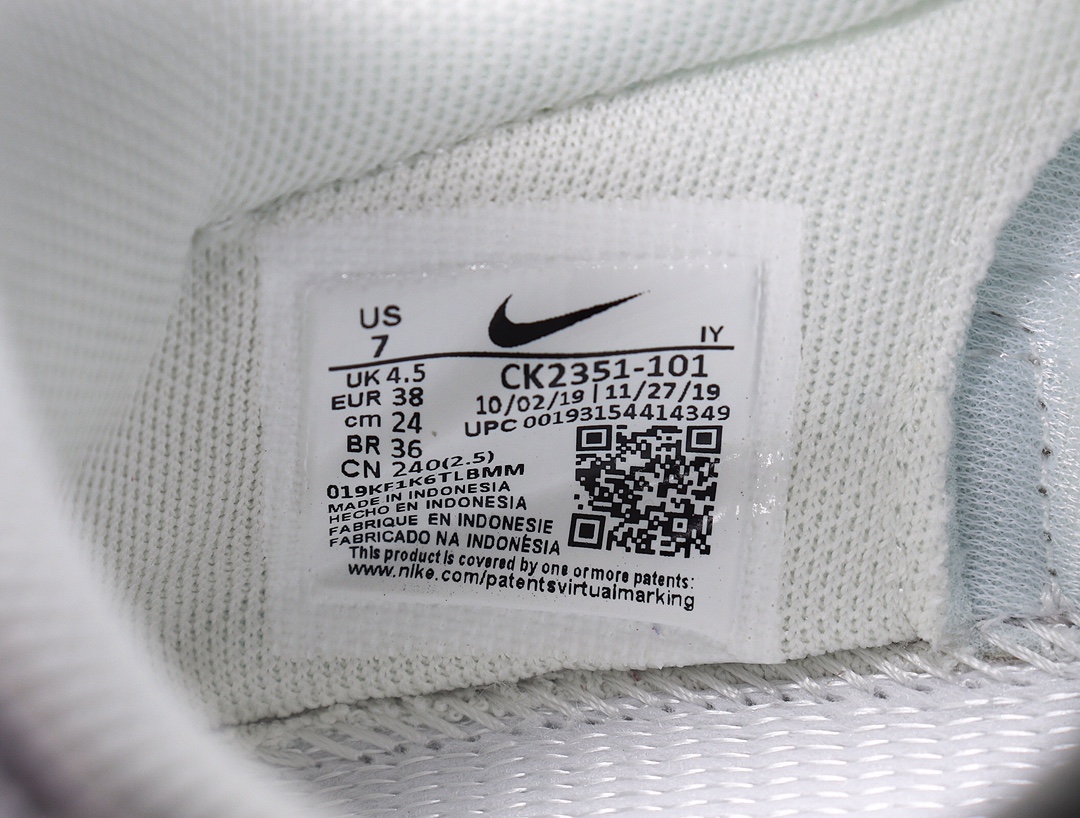 US
7
IY
UK 4.5
EUR 38
cm 24
BR 36
CN 240(2.5)
CK2351-101
10/02/19 | 11/27/19
UPC 00193154414349
019KF1K6TLBMM
MADE IN INDONESIA
HECHO EN INDONESIA
FABRIQUE EN INDONESIE
FABRICADO NA INDONÉSIA
This product is covered by one or more patents:
www.nike.com/patentsvirtualmarking